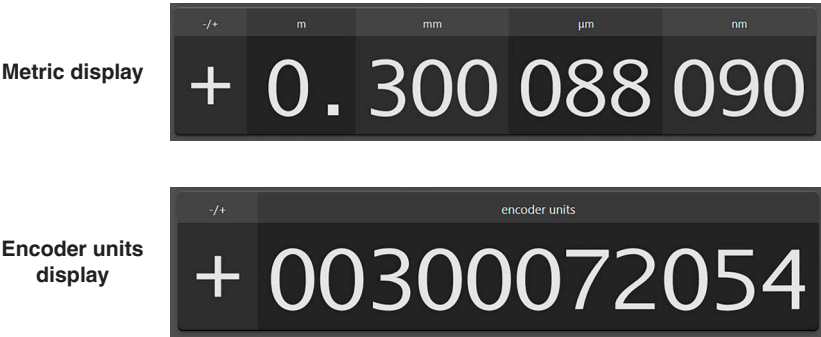 -/+ m mm µm nm
Metric display
+ 0.300 088 090
-/+ encoder units
Encoder units
display
+ 00300072054